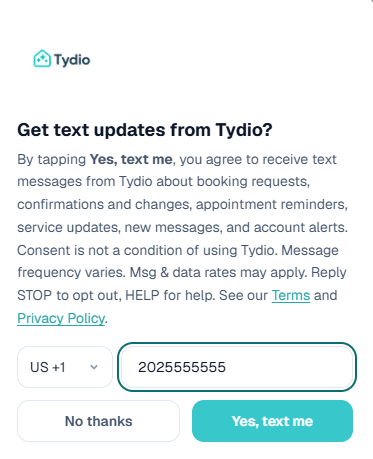 Tydio
Get text updates from Tydio?
By tapping Yes, text me, you agree to receive text
messages from Tydio about booking requests,
confirmations and changes, appointment reminders,
service updates, new messages, and account alerts.
Consent is not a condition of using Tydio. Message
frequency varies. Msg & data rates may apply. Reply
STOP to opt out, HELP for help. See our Terms and
Privacy Policy.
US +1 2025555555
No thanks Yes, text me